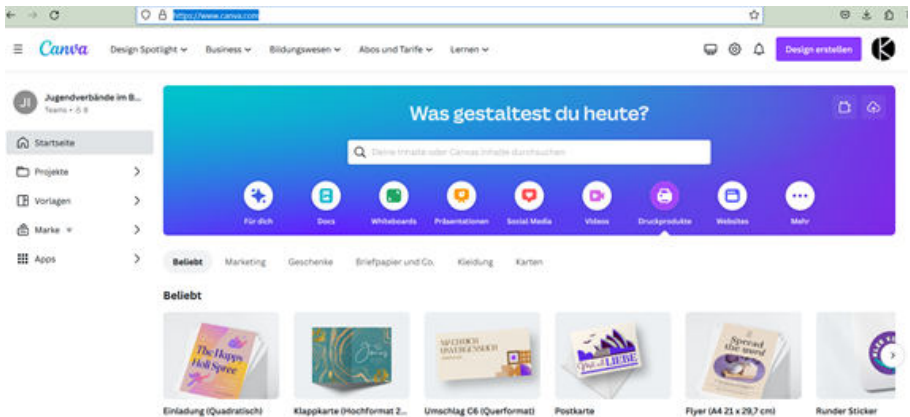 https://www.canva.com
Canva Design Spotlight Business Bildungswesen Abos und Tarife Lernen Design erstellen K
JI Jugendverbände im B...
Teams
Startseite
Projekte
Vorlagen
Marke
Apps
Was gestaltest du heute?
Deine Inhalte oder Canvas Inhalte durchsuchen
Für dich Docs Whiteboards Präsentationen Social Media Videos Druckprodukte Websites Mehr
Beliebt Marketing Geschenke Briefpapier und Co. Kleidung Karten
Beliebt
The Happy
Holi Spree
LIEBE
Spread
the word
Einladung (Quadratisch) Klappkarte (Hochformat 2... Umschlag C6 (Querformat) Postkarte Flyer (A4 21 x 29,7 cm) Runder Sticker